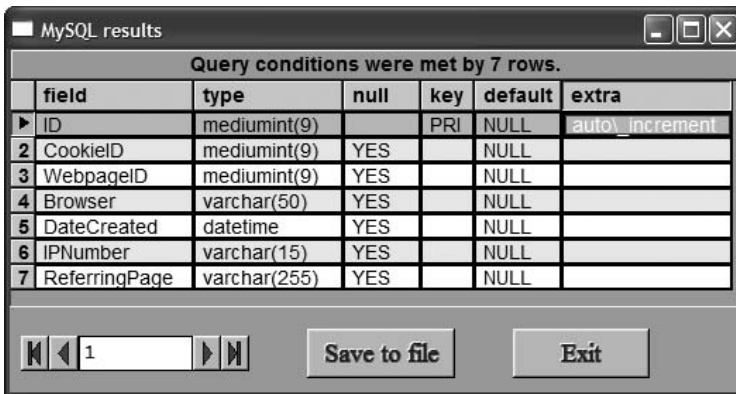 MySQL results
Query conditions were met by 7 rows.
field type null key default extra
ID mediumint(9) PRI NULL auto\_increment
2 CookieID mediumint(9) YES NULL
3 WebpageID mediumint(9) YES NULL
4 Browser varchar(50) YES NULL
5 DateCreated datetime YES NULL
6 IPNumber varchar(15) YES NULL
7 ReferringPage varchar(255) YES NULL
1 Save to file Exit